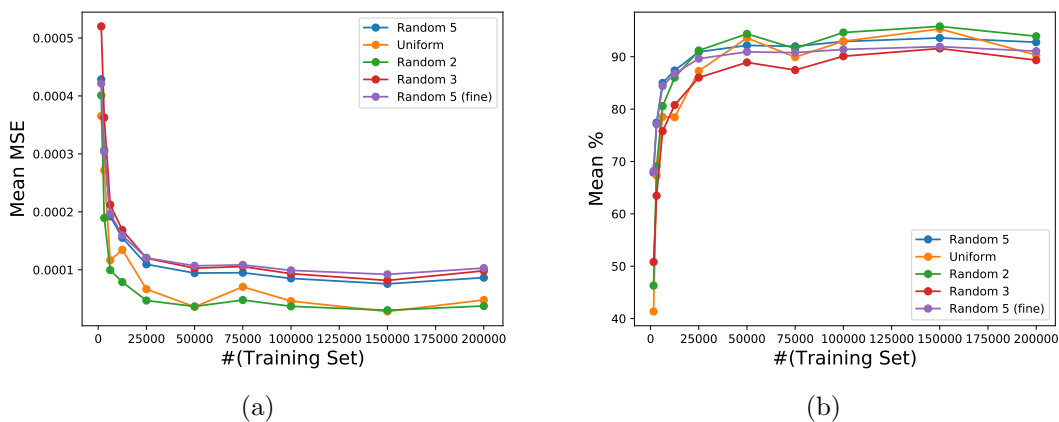 0.0005
0.0004
0.0003
0.0002
0.0001
Mean MSE
0
25000
50000
75000
100000
125000
150000
175000
200000
#(Training Set)
Random 5
Uniform
Random 2
Random 3
Random 5 (fine)
(a)
90
80
70
60
50
40
Mean %
0
25000
50000
75000
100000
125000
150000
175000
200000
#(Training Set)
Random 5
Uniform
Random 2
Random 3
Random 5 (fine)
(b)